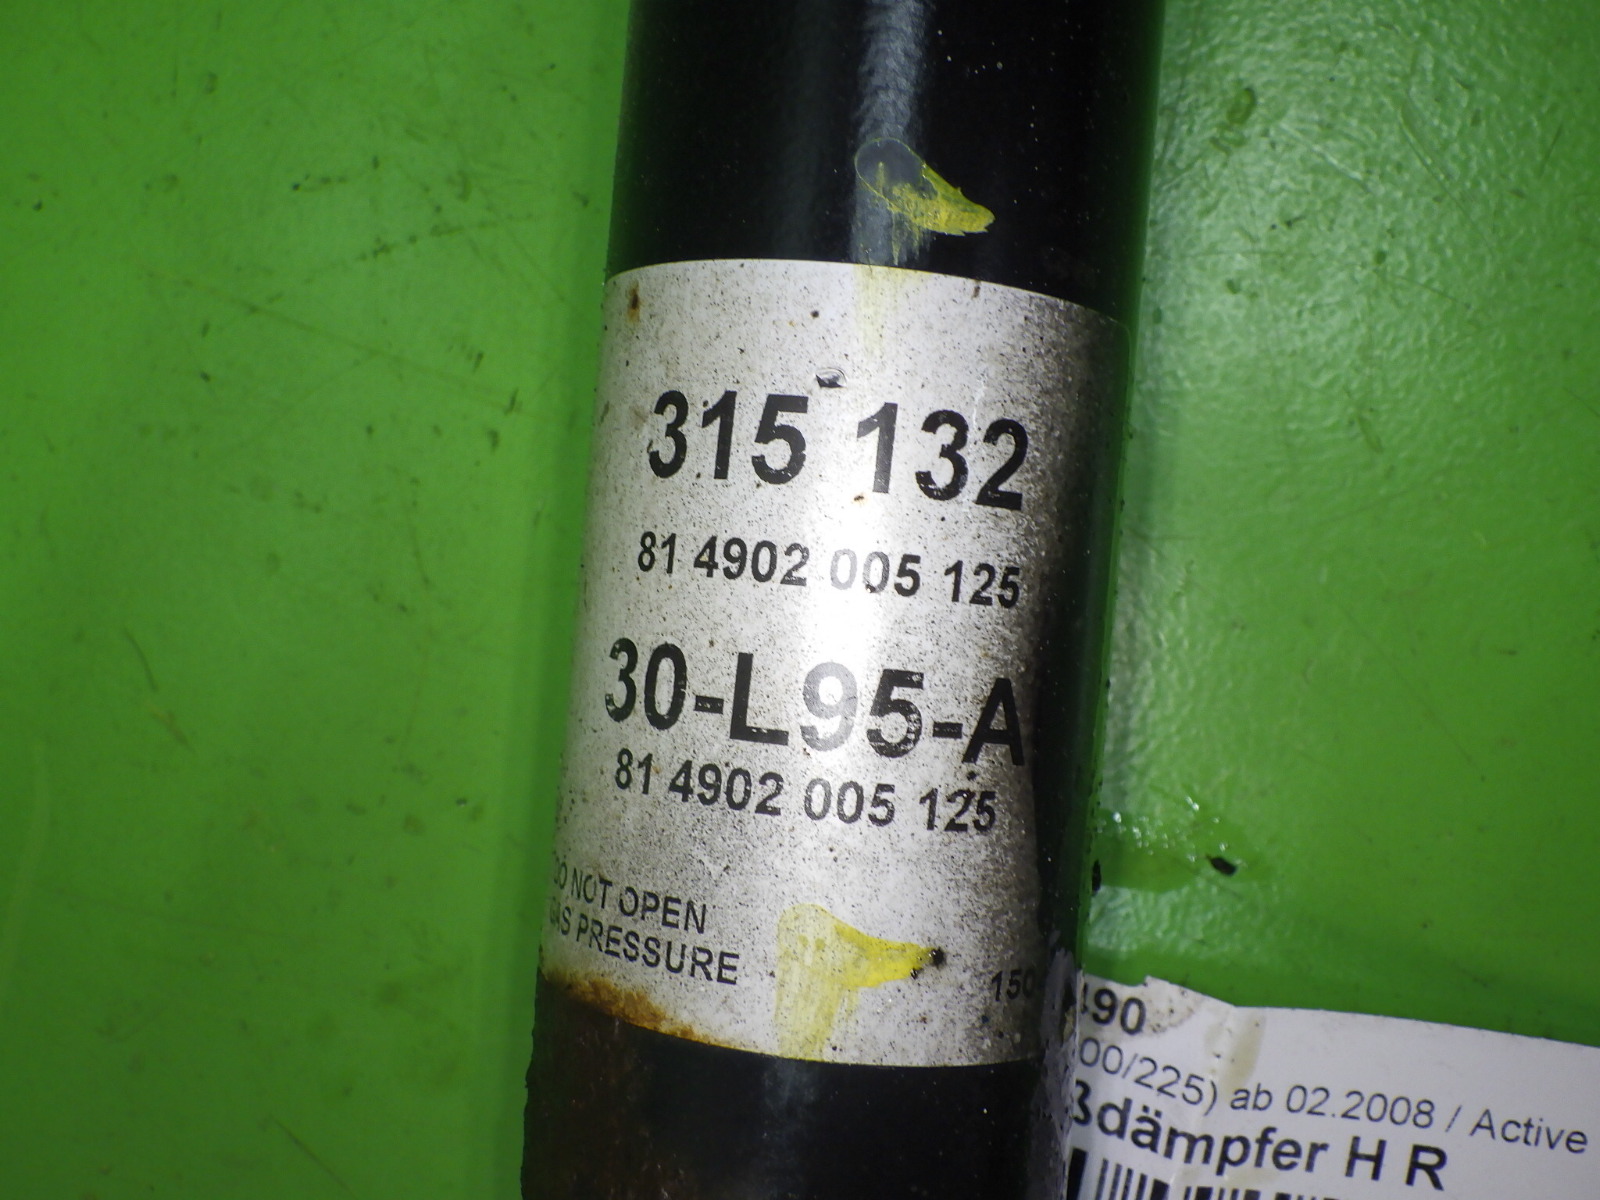 315 132
81 4902 005 125
30-L95-A
81 4902 005 125
DO NOT OPEN
GAS PRESSURE
150
490
00/225) ab 02.2008 / Active
ßdämpfer H R